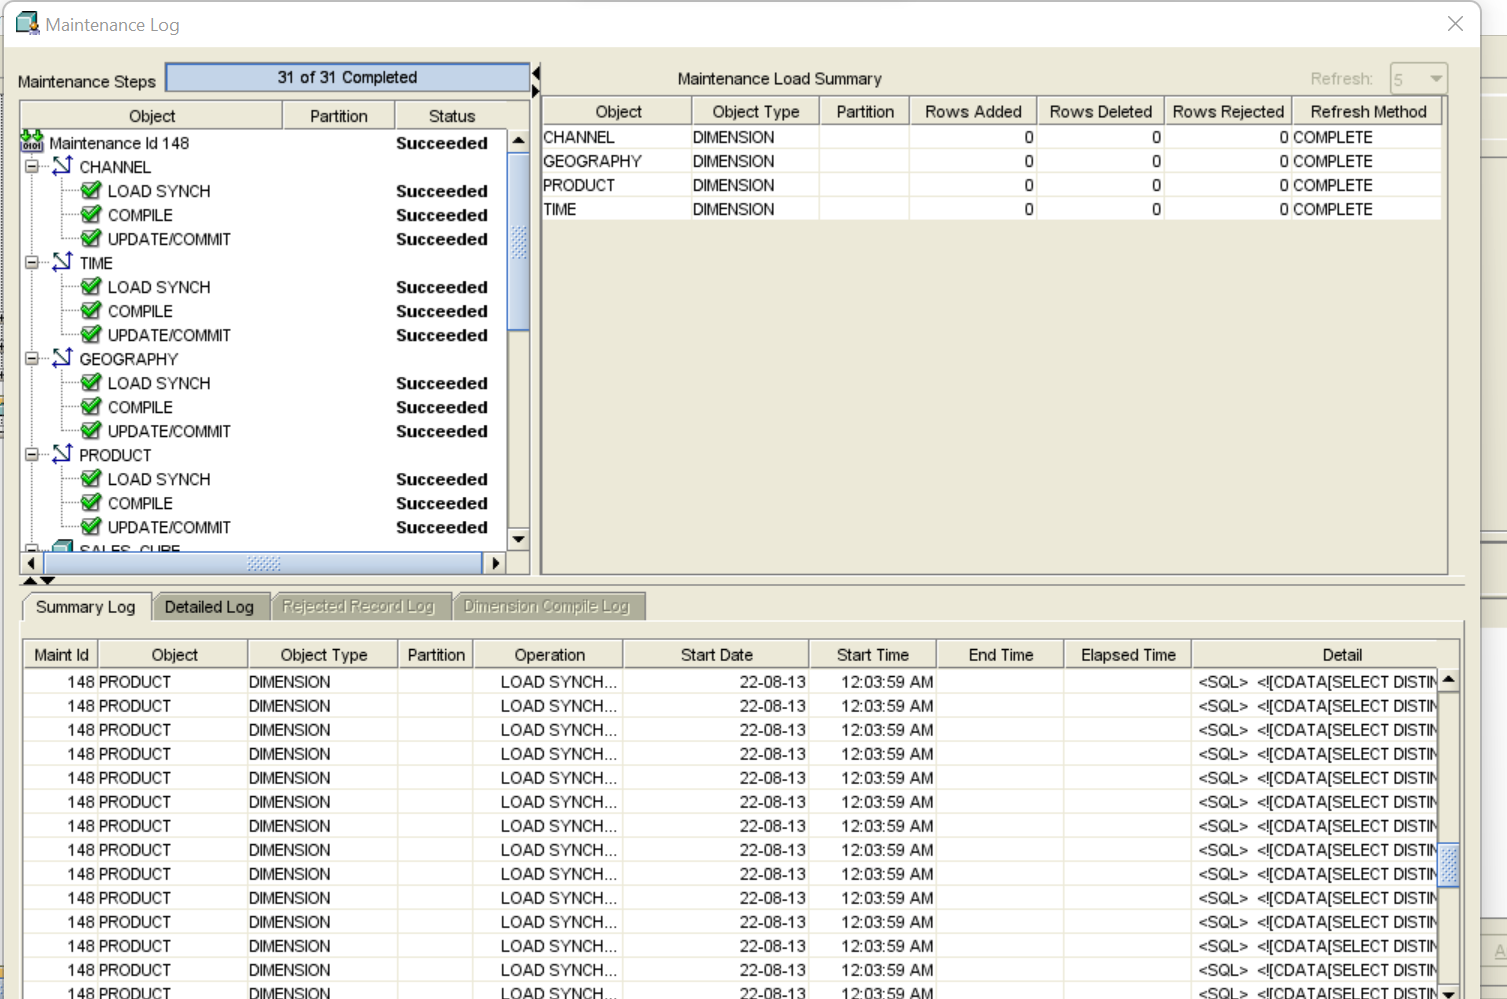 Maintenance Log
Maintenance Steps
31 of 31 Completed
Object Partition Status
Maintenance Id 148 Succeeded
CHANNEL
LOAD SYNCH Succeeded
COMPILE Succeeded
UPDATE/COMMIT Succeeded
TIME
LOAD SYNCH Succeeded
COMPILE Succeeded
UPDATE/COMMIT Succeeded
GEOGRAPHY
LOAD SYNCH Succeeded
COMPILE Succeeded
UPDATE/COMMIT Succeeded
PRODUCT
LOAD SYNCH Succeeded
COMPILE Succeeded
UPDATE/COMMIT Succeeded
SALES_CUBE
Maintenance Load Summary
Refresh: 5
Object Object Type Partition Rows Added Rows Deleted Rows Rejected Refresh Method
CHANNEL DIMENSION 0 0 0 COMPLETE
GEOGRAPHY DIMENSION 0 0 0 COMPLETE
PRODUCT DIMENSION 0 0 0 COMPLETE
TIME DIMENSION 0 0 0 COMPLETE
Summary Log Detailed Log Rejected Record Log Dimension Compile Log
Maint Id Object Object Type Partition Operation Start Date Start Time End Time Elapsed Time Detail
148 PRODUCT DIMENSION LOAD SYNCH... 22-08-13 12:03:59 AM <SQL> <![CDATA[SELECT DISTIN
148 PRODUCT DIMENSION LOAD SYNCH... 22-08-13 12:03:59 AM <SQL> <![CDATA[SELECT DISTIN
148 PRODUCT DIMENSION LOAD SYNCH... 22-08-13 12:03:59 AM <SQL> <![CDATA[SELECT DISTIN
148 PRODUCT DIMENSION LOAD SYNCH... 22-08-13 12:03:59 AM <SQL> <![CDATA[SELECT DISTIN
148 PRODUCT DIMENSION LOAD SYNCH... 22-08-13 12:03:59 AM <SQL> <![CDATA[SELECT DISTIN
148 PRODUCT DIMENSION LOAD SYNCH... 22-08-13 12:03:59 AM <SQL> <![CDATA[SELECT DISTIN
148 PRODUCT DIMENSION LOAD SYNCH... 22-08-13 12:03:59 AM <SQL> <![CDATA[SELECT DISTIN
148 PRODUCT DIMENSION LOAD SYNCH... 22-08-13 12:03:59 AM <SQL> <![CDATA[SELECT DISTIN
148 PRODUCT DIMENSION LOAD SYNCH... 22-08-13 12:03:59 AM <SQL> <![CDATA[SELECT DISTIN
148 PRODUCT DIMENSION LOAD SYNCH... 22-08-13 12:03:59 AM <SQL> <![CDATA[SELECT DISTIN
148 PRODUCT DIMENSION LOAD SYNCH... 22-08-13 12:03:59 AM <SQL> <![CDATA[SELECT DISTIN
148 PRODUCT DIMENSION LOAD SYNCH... 22-08-13 12:03:59 AM <SQL> <![CDATA[SELECT DISTIN
148 PRODUCT DIMENSION LOAD SYNCH... 22-08-13 12:03:59 AM <SQL> <![CDATA[SELECT DISTIN
148 PRODUCT DIMENSION LOAD SYNCH... 22-08-13 12:03:59 AM <SQL> <![CDATA[SELECT DISTIN